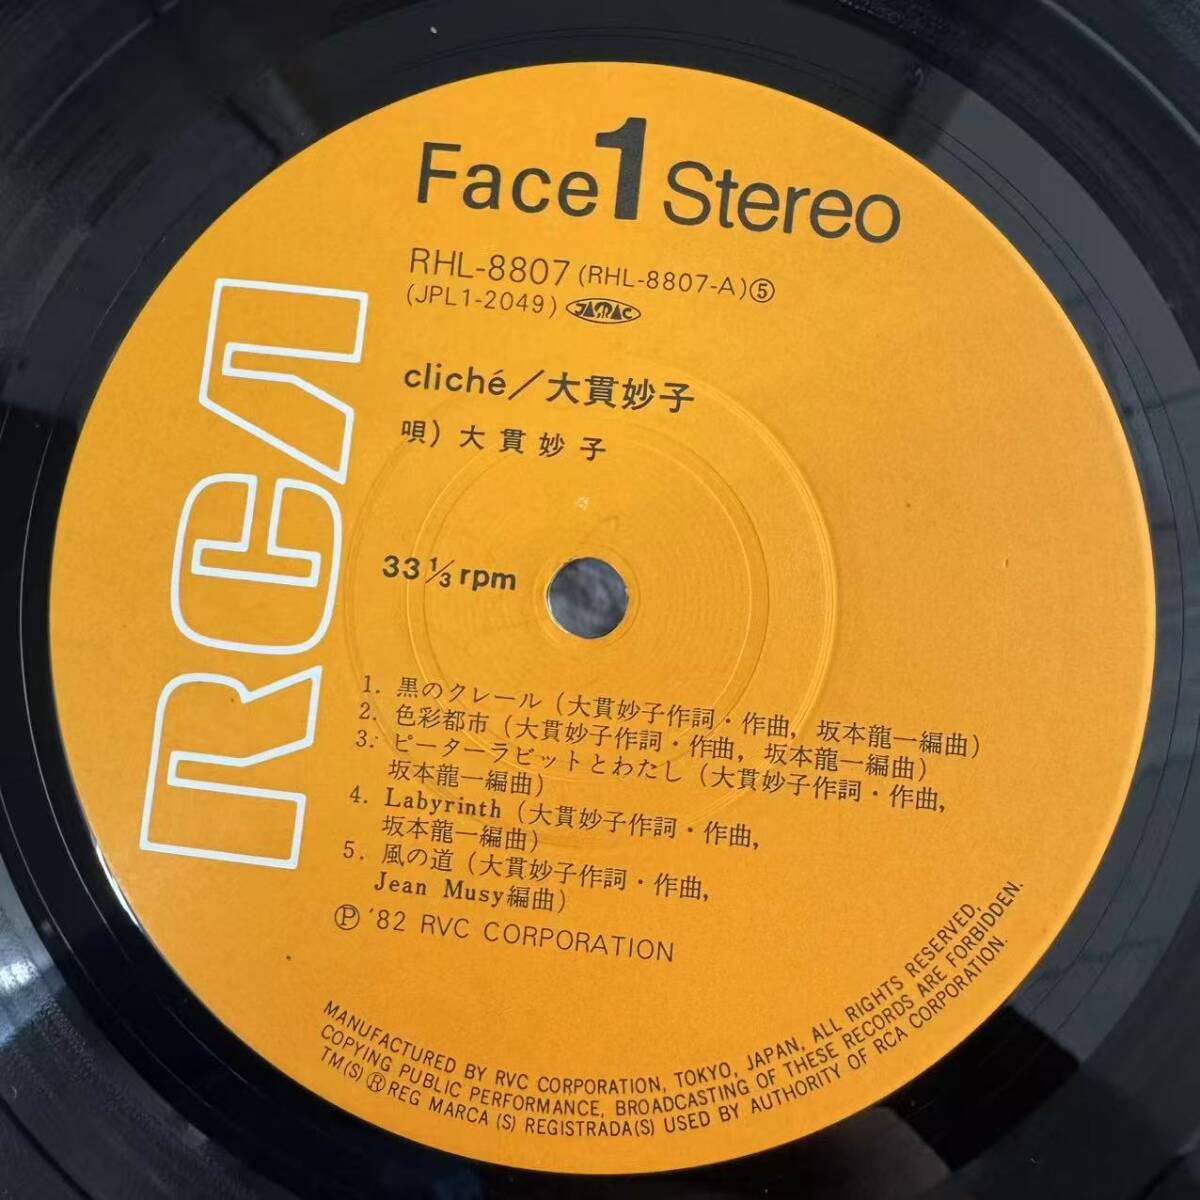 Face 1 Stereo
RHL-8807 (RHL-8807-A)⑤
(JPL1-2049) JASRAC
cliché／大貫妙子
唄) 大貫妙子
33 1/3 rpm
RCA
1. 黒のクレール (大貫妙子作詞・作曲, 坂本龍一編曲)
2. 色彩都市 (大貫妙子作詞・作曲, 坂本龍一編曲)
3. ピーターラビットとわたし (大貫妙子作詞・作曲,
坂本龍一編曲)
4. Labyrinth (大貫妙子作詞・作曲,
坂本龍一編曲)
5. 風の道 (大貫妙子作詞・作曲,
Jean Musy編曲)
Ⓟ '82 RVC CORPORATION
MANUFACTURED BY RVC CORPORATION, TOKYO, JAPAN, ALL RIGHTS RESERVED,
COPYING PUBLIC PERFORMANCE, BROADCASTING OF THESE RECORDS ARE FORBIDDEN.
TM(S) ® REG MARCA (S) REGISTRADA(S) USED BY AUTHORITY OF RCA CORPORATION.